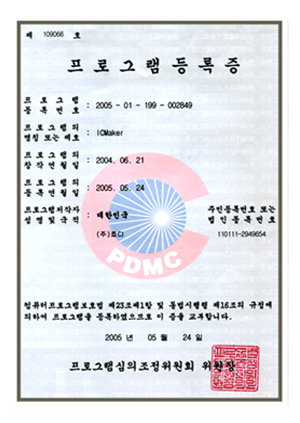 제 109066 호
프로그램등록증
프로그램
등록번호 : 2005 - 01 - 199 - 002849
프로그램의
명칭 또는 제호 : ICMaker
프로그램의
창작연월일 : 2004. 06. 21
프로그램의
등록연월일 : 2005. 05. 24
프로그램저작자
성명 및 국적 : 대한민국
주민등록번호 또는
법인등록번호
(주)
110111-2949654
PDMC
컴퓨터프로그램보호법 제23조제1항 및 동법시행령 제16조의 규정에
의하여 프로그램을 등록하였으므로 이 증을 교부합니다.
2005 년 05 월 24 일
프로그램심의조정위원회 위원장